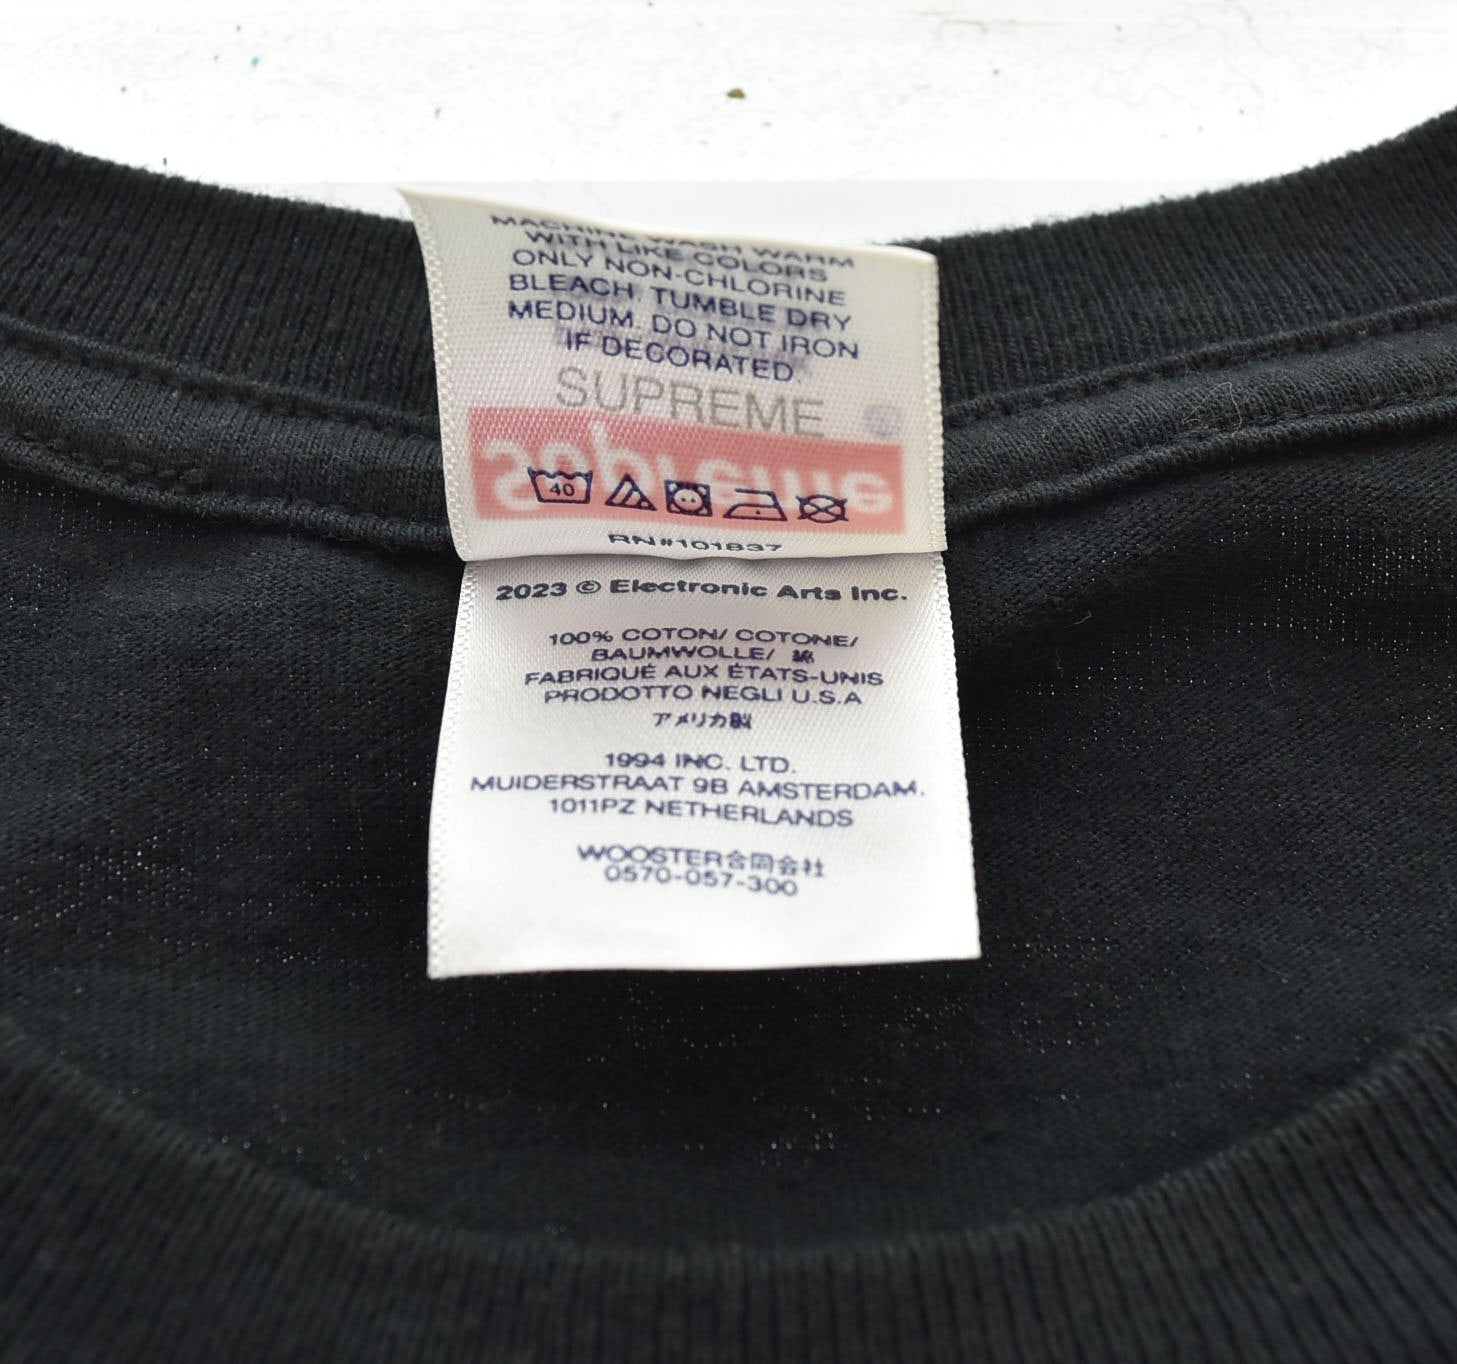 MACHINE WASH WARM
WITH LIKE COLORS
ONLY NON-CHLORINE
BLEACH. TUMBLE DRY
MEDIUM. DO NOT IRON
IF DECORATED.
SUPREME
Supreme
40
RN#101837
2023 © Electronic Arts Inc.
100% COTON/ COTONE/
BAUMWOLLE/ 綿
FABRIQUÉ AUX ÉTATS-UNIS
PRODOTTO NEGLI U.S.A
アメリカ製
1994 INC. LTD.
MUIDERSTRAAT 9B AMSTERDAM.
1011PZ NETHERLANDS
WOOSTER合同会社
0570-057-300